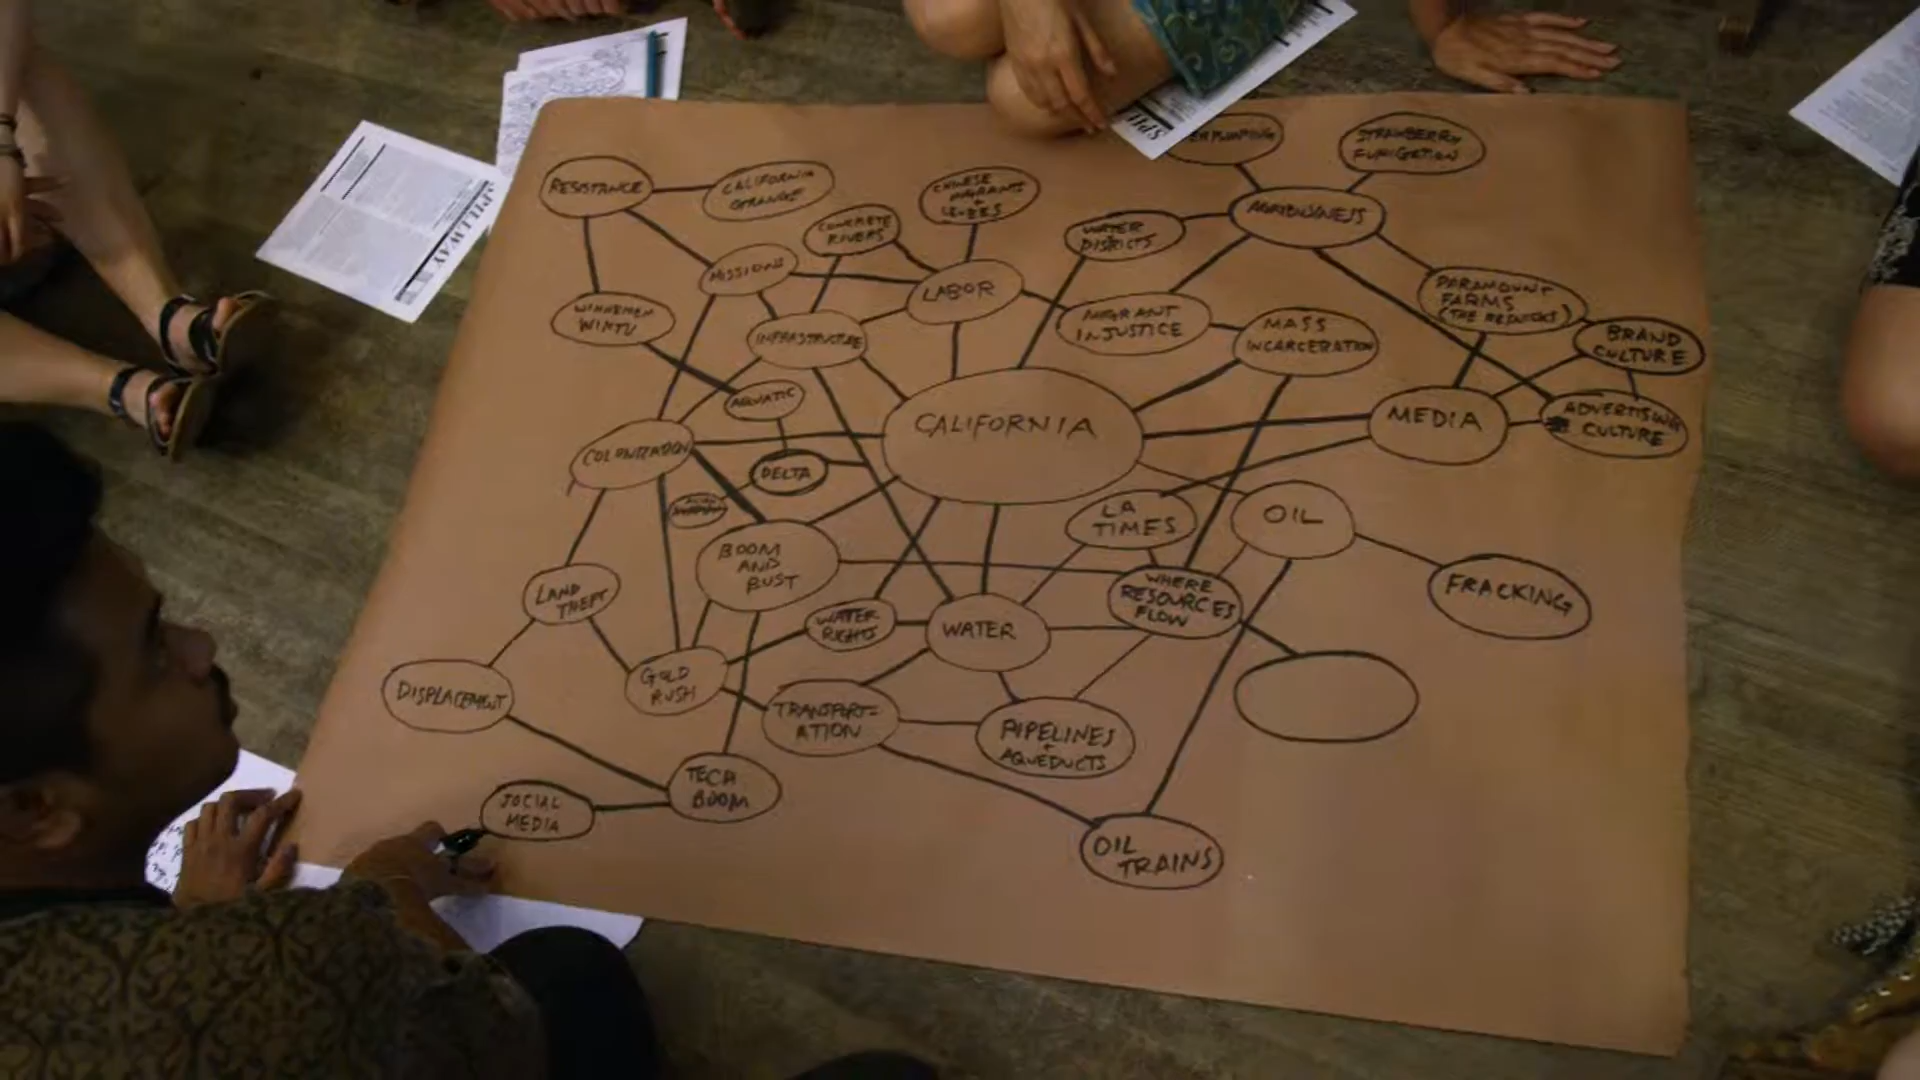 STRAWBERRY
FUMIGATION
RESISTANCE
CALIFORNIA
GRANGE
CHINESE
MIGRANTS
+
LEVEES
CONCRETE
RIVERS
WATER
DISTRICTS
AGRIBUSINESS
MISSIONS
LABOR
PARAMOUNT
FARMS
(THE RESNICKS)
WINNEMEM
WINTU
INFRASTRUCTURE
MIGRANT
INJUSTICE
MASS
INCARCERATION
BRAND
CULTURE
AQUATIC
CALIFORNIA
MEDIA
ADVERTISING
CULTURE
COLONIZATION
DELTA
LA
TIMES
OIL
BOOM
AND
BUST
LAND
THEFT
WHERE
RESOURCES
FLOW
FRACKING
WATER
RIGHTS
WATER
DISPLACEMENT
GOLD
RUSH
TRANSPORT=
ATION
PIPELINES
+
AQUEDUCTS
TECH
BOOM
SOCIAL
MEDIA
OIL
TRAINS
SPILLWAY